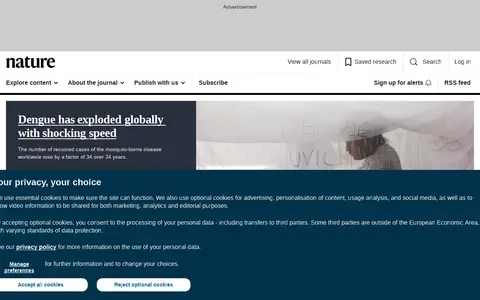 Advertisement
nature
View all journals
Saved research
Search
Log in
Explore content
About the journal
Publish with us
Subscribe
Sign up for alerts
RSS feed
Dengue has exploded globally
with shocking speed
The number of recorded cases of the mosquito-borne disease
worldwide rose by a factor of 34 over 34 years.
our privacy, your choice
e use essential cookies to make sure the site can function. We also use optional cookies for advertising, personalisation of content, usage analysis, and social media, as well as to
low video information to be shared for both marketing, analytics and editorial purposes.
y accepting optional cookies, you consent to the processing of your personal data - including transfers to third parties. Some third parties are outside of the European Economic Area,
th varying standards of data protection.
ee our privacy policy for more information on the use of your personal data.
Manage
preferences
for further information and to change your choices.
Accept all cookies
Reject optional cookies